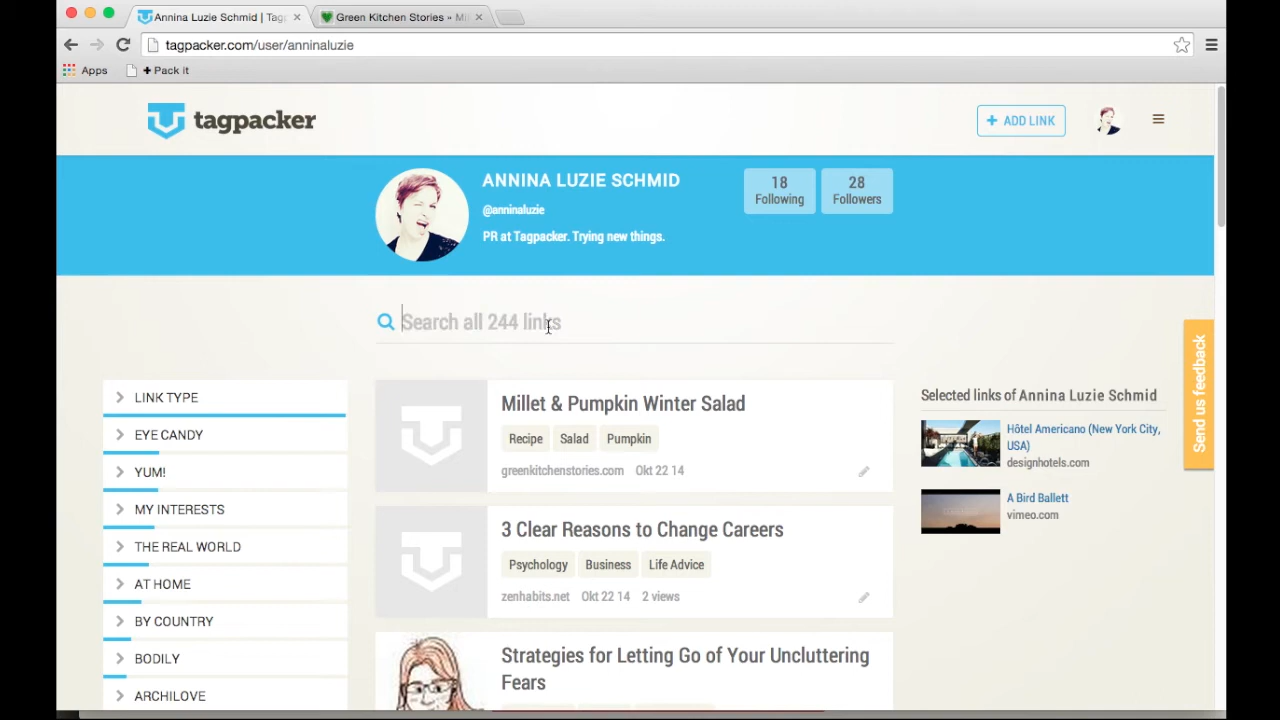 Annina Luzie Schmid | Tag
Green Kitchen Stories » Mi
tagpacker.com/user/anninaluzie
Apps
+ Pack it
tagpacker
+ ADD LINK
ANNINA LUZIE SCHMID
@anninaluzie
PR at Tagpacker. Trying new things.
18
Following
28
Followers
Search all 244 links
LINK TYPE
EYE CANDY
YUM!
MY INTERESTS
THE REAL WORLD
AT HOME
BY COUNTRY
BODILY
ARCHILOVE
Millet & Pumpkin Winter Salad
Recipe Salad Pumpkin
greenkitchenstories.com Okt 22 14
3 Clear Reasons to Change Careers
Psychology Business Life Advice
zenhabits.net Okt 22 14 2 views
Strategies for Letting Go of Your Uncluttering
Fears
Selected links of Annina Luzie Schmid
Hôtel Americano (New York City,
USA)
designhotels.com
A Bird Ballett
vimeo.com
Send us feedback